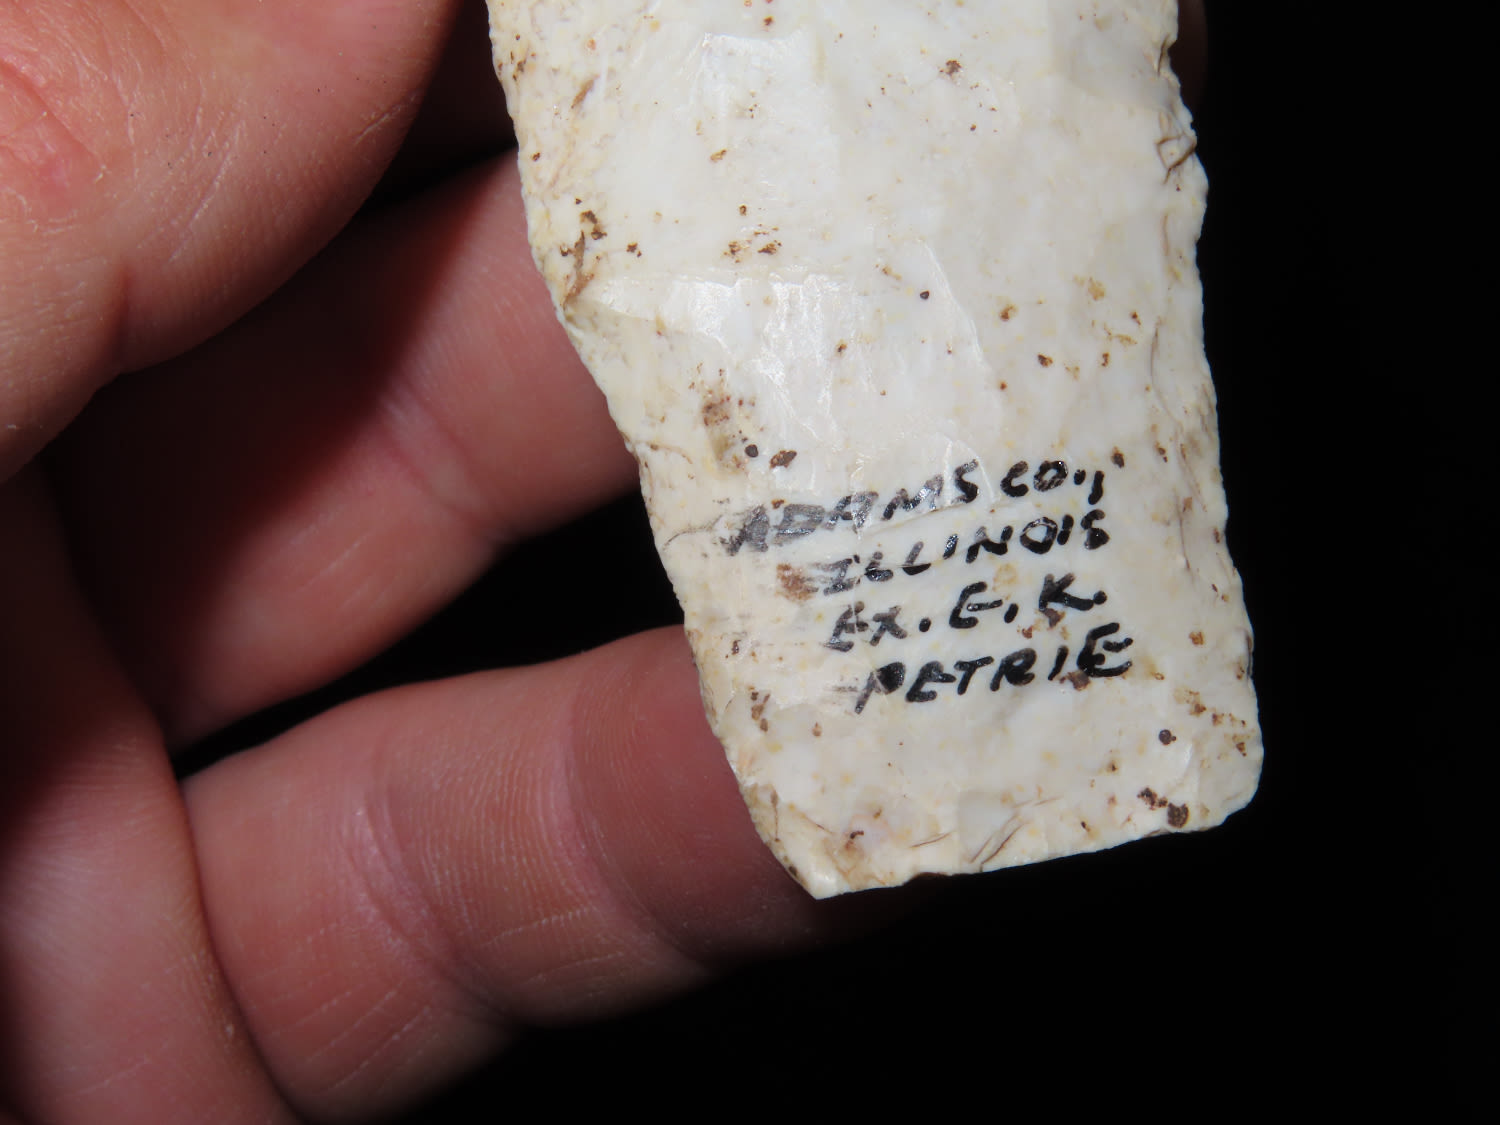 ADAMS CO.,
ILLINOIS
EX. E. K.
PETRIE